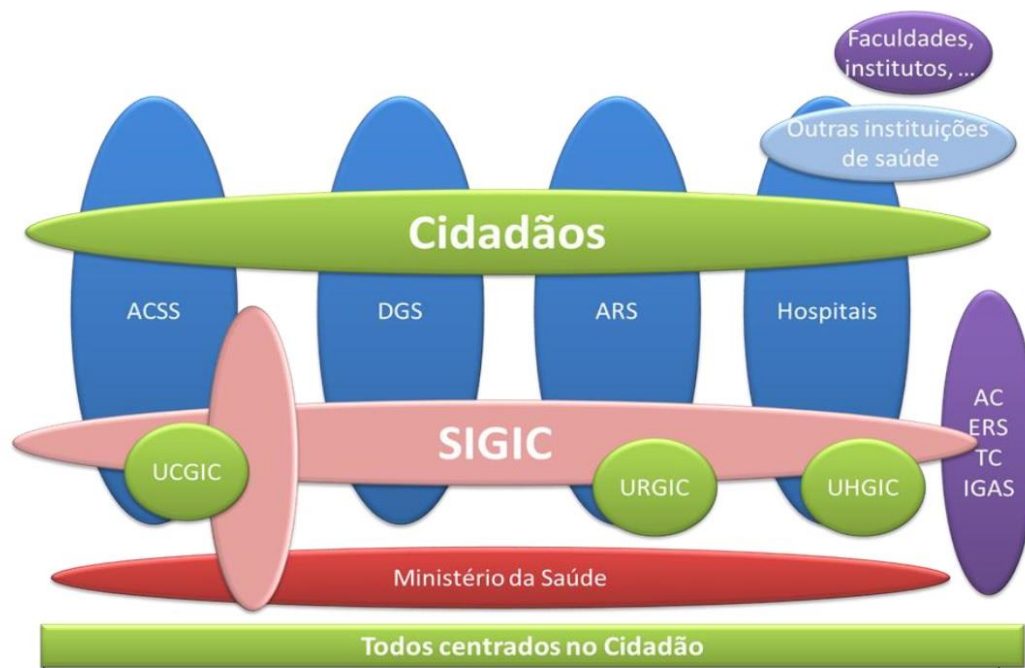 Faculdades,
institutos, ...
Outras instituições
de saúde
Cidadãos
ACSS
DGS
ARS
Hospitais
AC
ERS
TC
IGAS
SIGIC
UCGIC
URGIC
UHGIC
Ministério da Saúde
Todos centrados no Cidadão